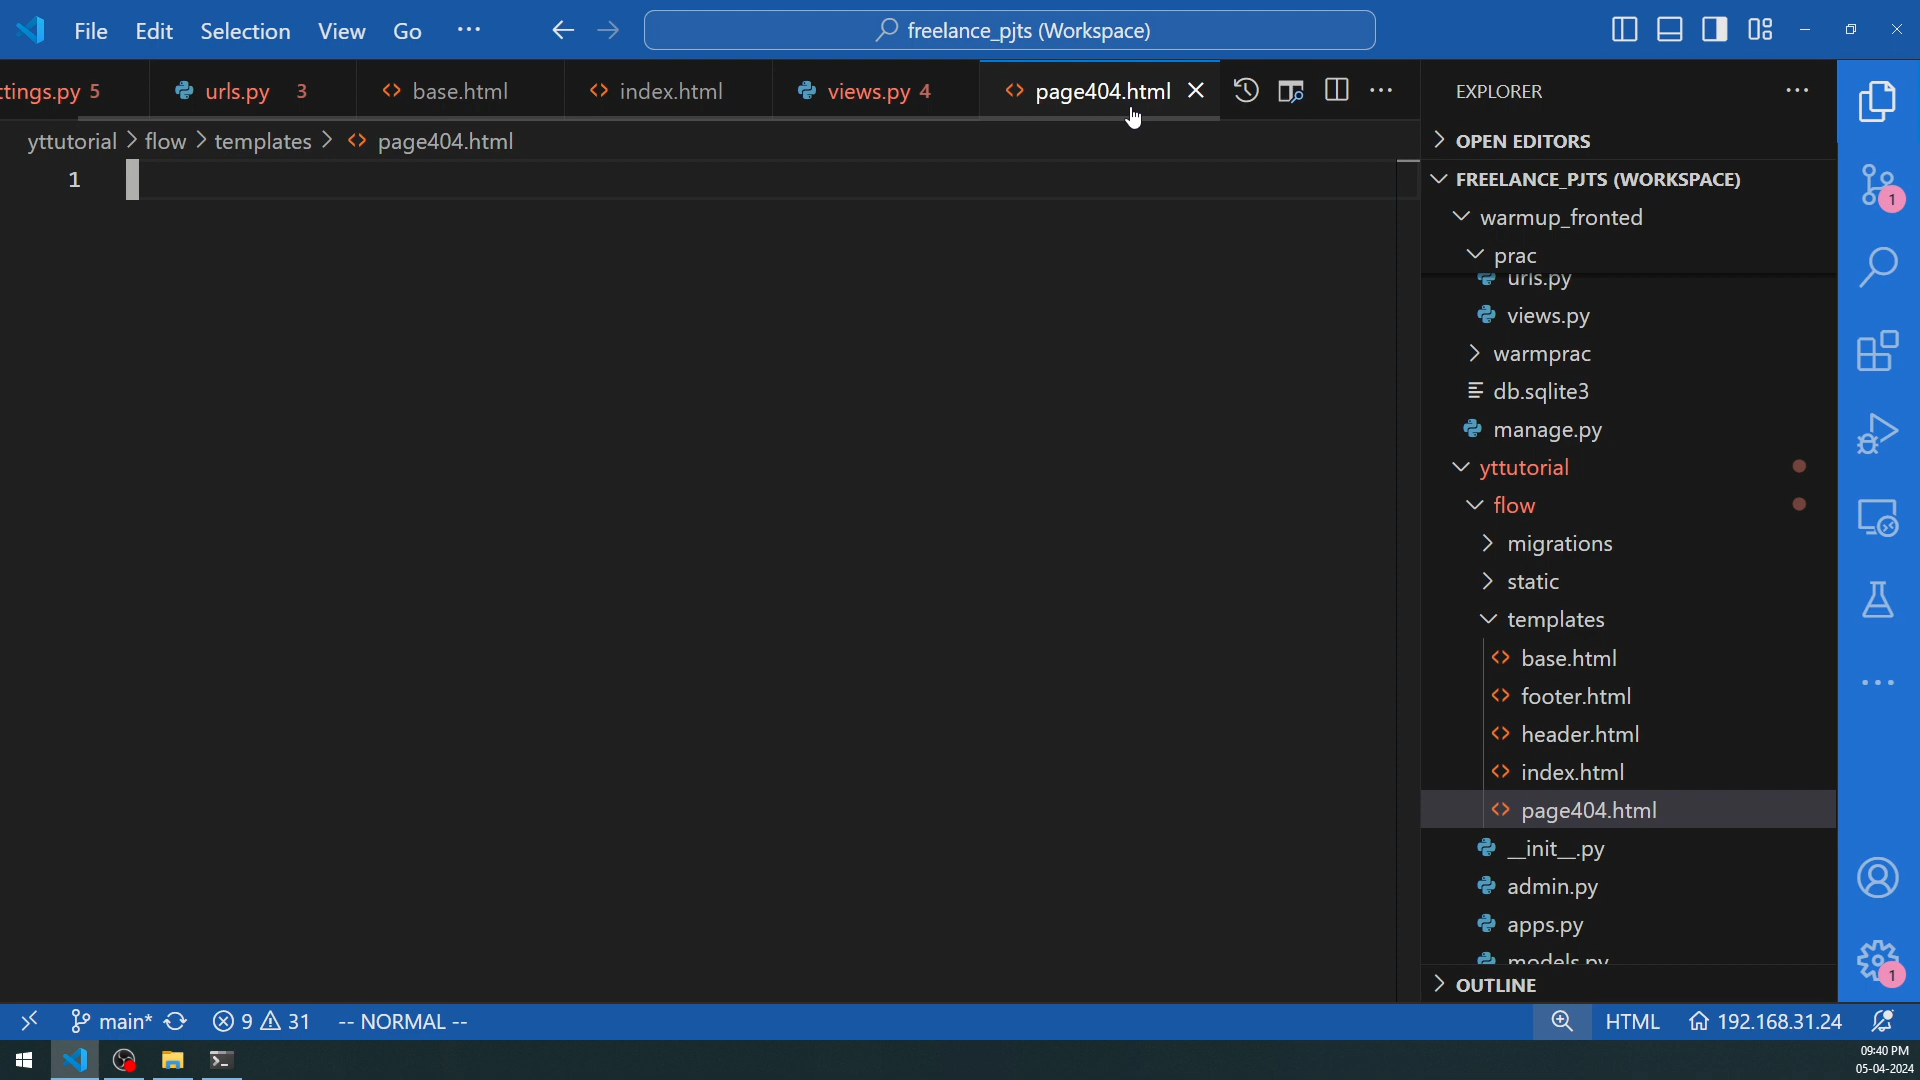 File Edit Selection View Go ···
freelance_pjts (Workspace)
tings.py 5
urls.py 3
base.html
index.html
views.py 4
page404.html
yttutorial > flow > templates > page404.html
1
EXPLORER
OPEN EDITORS
FREELANCE_PJTS (WORKSPACE)
warmup_fronted
prac
urls.py
views.py
warmprac
db.sqlite3
manage.py
yttutorial
flow
migrations
static
templates
base.html
footer.html
header.html
index.html
page404.html
__init__.py
admin.py
apps.py
models.py
OUTLINE
1
1
main* 9 31 -- NORMAL --
HTML 192.168.31.24
09:40 PM
05-04-2024